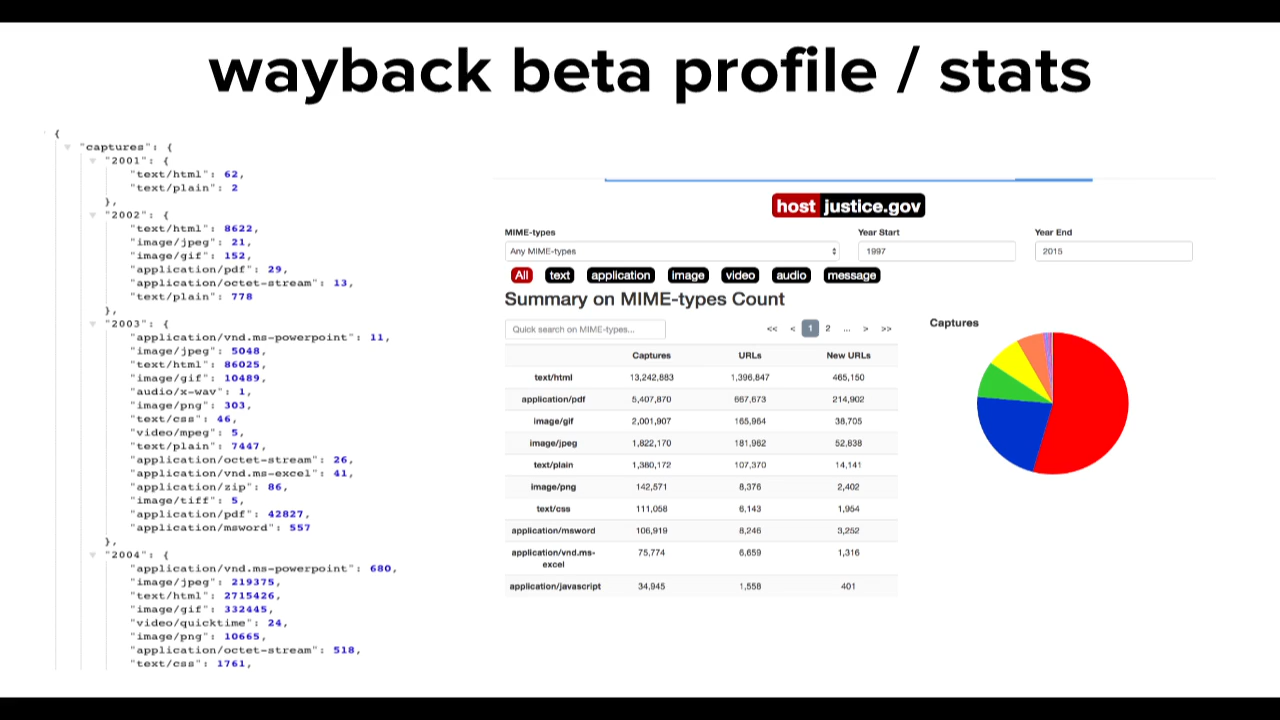 wayback beta profile / stats
{
"captures": {
"2001": {
"text/html": 62,
"text/plain": 2
},
"2002": {
"text/html": 8622,
"image/jpeg": 21,
"image/gif": 152,
"application/pdf": 29,
"application/octet-stream": 13,
"text/plain": 778
},
"2003": {
"application/vnd.ms-powerpoint": 11,
"image/jpeg": 5048,
"text/html": 86025,
"image/gif": 10489,
"audio/x-wav": 1,
"image/png": 303,
"text/css": 46,
"video/mpeg": 5,
"text/plain": 7447,
"application/octet-stream": 26,
"application/vnd.ms-excel": 41,
"application/zip": 86,
"image/tiff": 5,
"application/pdf": 42827,
"application/msword": 557
},
"2004": {
"application/vnd.ms-powerpoint": 680,
"image/jpeg": 219375,
"text/html": 2715426,
"image/gif": 332445,
"video/quicktime": 24,
"image/png": 10665,
"application/octet-stream": 518,
"text/css": 1761,
host justice.gov
MIME-types Year Start Year End
Any MIME-types 1997 2015
All text application image video audio message
Summary on MIME-types Count
Quick search on MIME-types... << < 1 2 ... > >>
Captures URLs New URLs
text/html 13,242,883 1,396,847 465,150
application/pdf 5,407,870 667,673 214,902
image/gif 2,001,907 165,964 38,705
image/jpeg 1,822,170 181,962 52,838
text/plain 1,380,172 107,370 14,141
image/png 142,571 8,376 2,402
text/css 111,058 6,143 1,954
application/msword 106,919 8,246 3,252
application/vnd.ms-excel 75,774 6,659 1,316
application/javascript 34,945 1,558 401
Captures